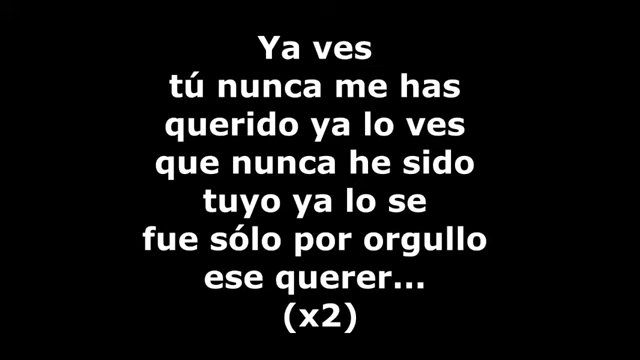 Ya ves
tú nunca me has
querido ya lo ves
que nunca he sido
tuyo ya lo se
fue sólo por orgullo
ese querer...
(x2)